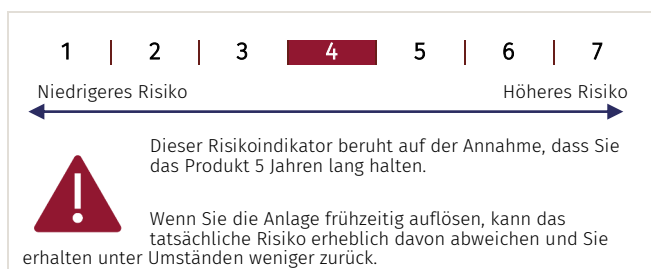 1 | 2 | 3 | 4 | 5 | 6 | 7
Niedrigeres Risiko Höheres Risiko
Dieser Risikoindikator beruht auf der Annahme, dass Sie
das Produkt 5 Jahren lang halten.
!
Wenn Sie die Anlage frühzeitig auflösen, kann das
tatsächliche Risiko erheblich davon abweichen und Sie
erhalten unter Umständen weniger zurück.